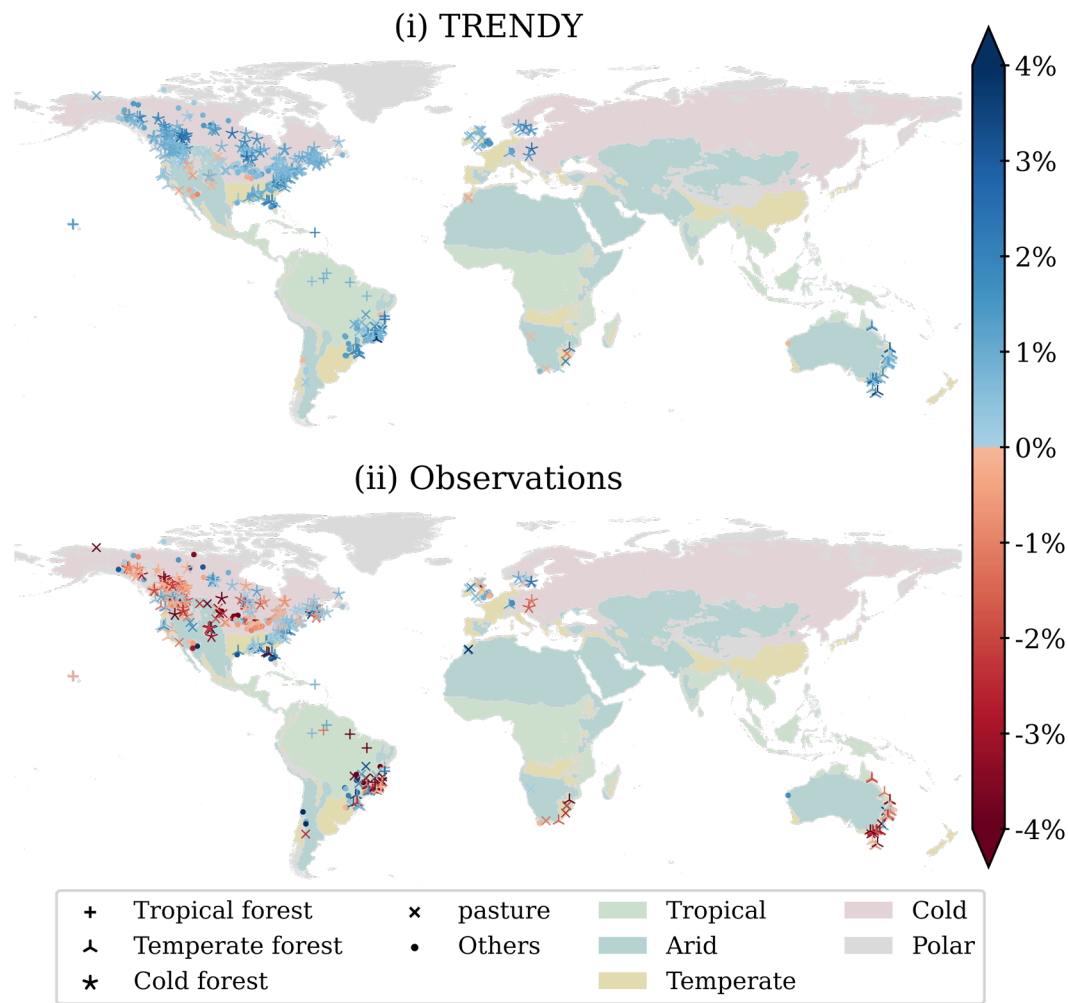 (i) TRENDY
4%
3%
2%
1%
0%
-1%
-2%
-3%
-4%
(ii) Observations
Tropical forest
Temperate forest
Cold forest
pasture
Others
Tropical
Arid
Temperate
Cold
Polar